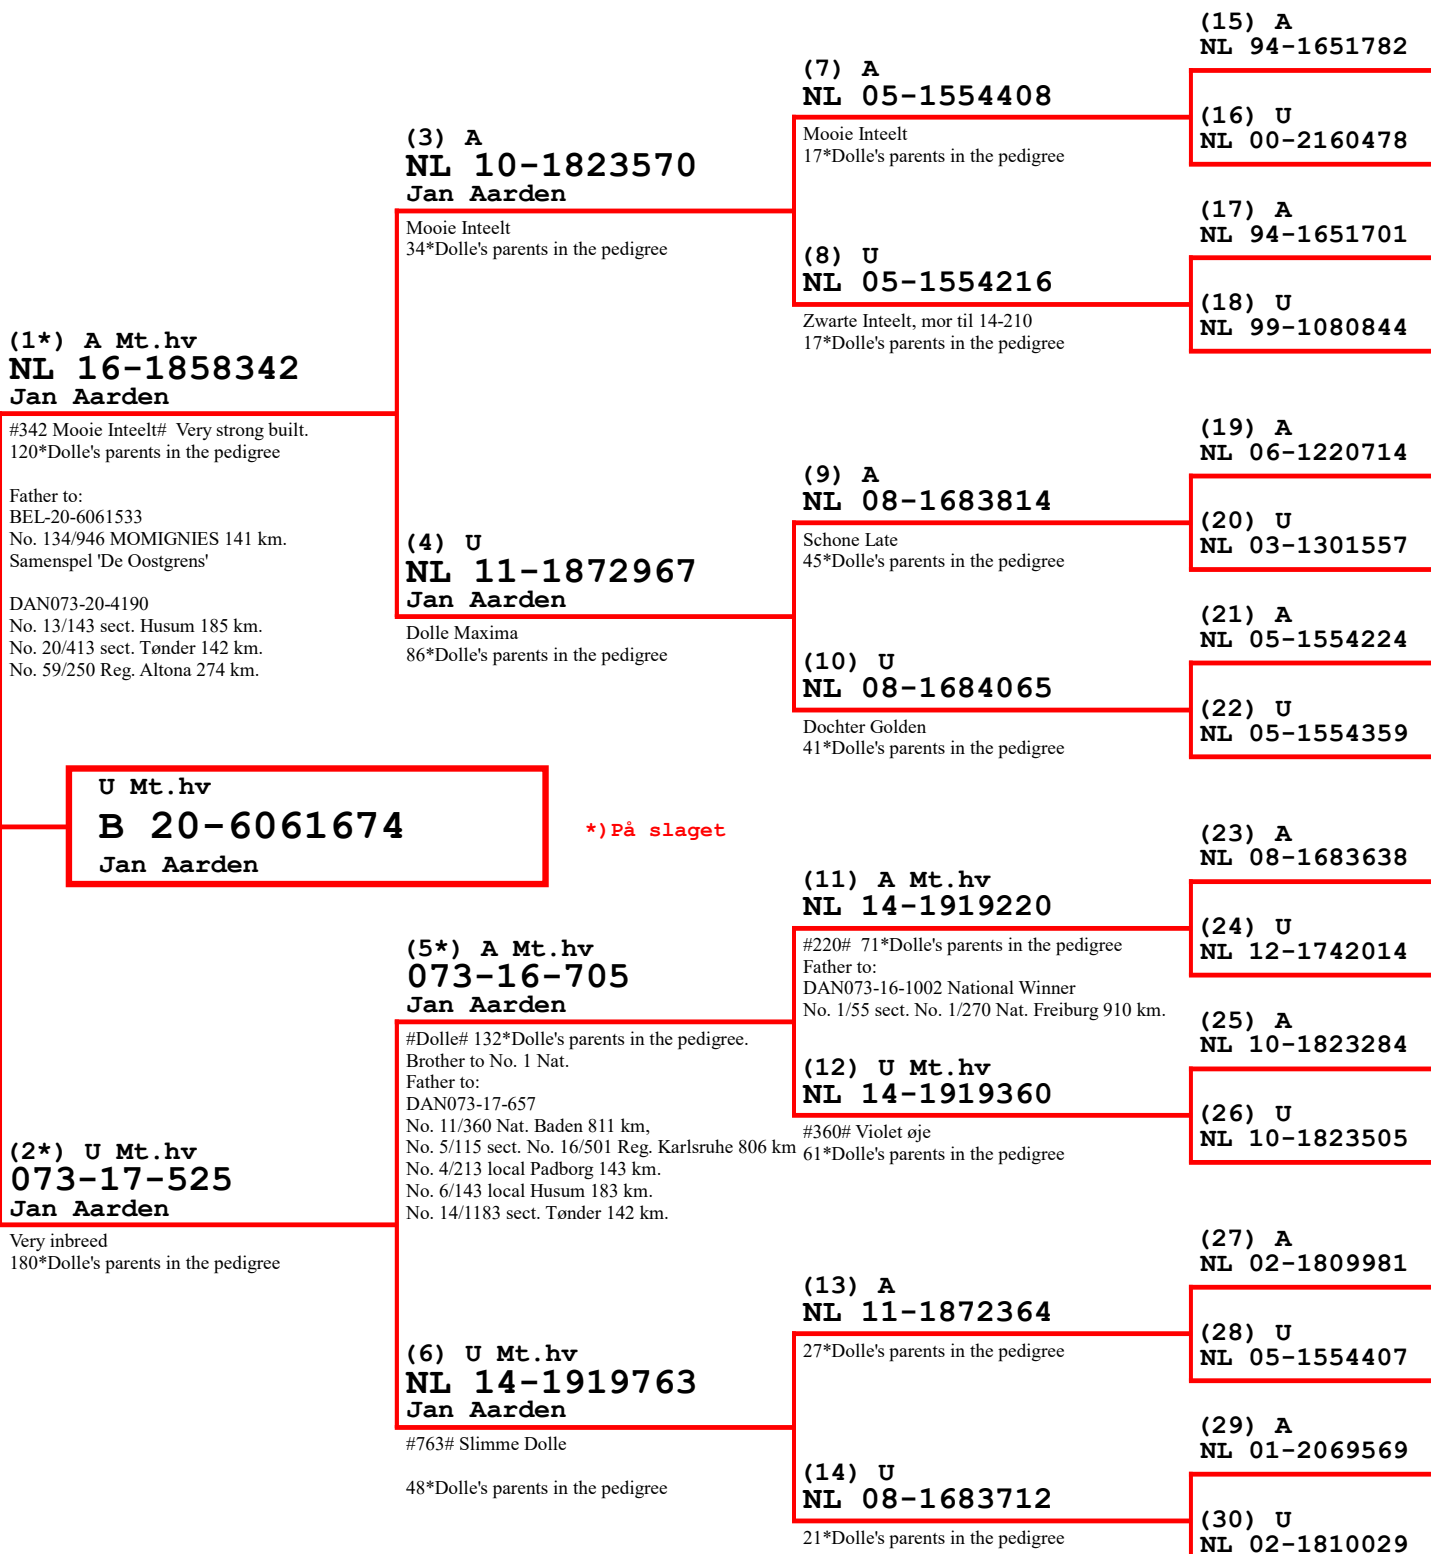 (1*) A Mt.hv
NL 16-1858342
Jan Aarden
#342 Mooie Inteelt# Very strong built.
120*Dolle's parents in the pedigree
Father to:
BEL-20-6061533
No. 134/946 MOMIGNIES 141 km.
Samenspel 'De Oostgrens'
DAN073-20-4190
No. 13/143 sect. Husum 185 km.
No. 20/413 sect. Tønder 142 km.
No. 59/250 Reg. Altona 274 km.
U Mt.hv
B 20-6061674
Jan Aarden
*)På slaget
(2*) U Mt.hv
073-17-525
Jan Aarden
Very inbreed
180*Dolle's parents in the pedigree
(3) A
NL 10-1823570
Jan Aarden
Mooie Inteelt
34*Dolle's parents in the pedigree
(4) U
NL 11-1872967
Jan Aarden
Dolle Maxima
86*Dolle's parents in the pedigree
(5*) A Mt.hv
073-16-705
Jan Aarden
#Dolle# 132*Dolle's parents in the pedigree.
Brother to No. 1 Nat.
Father to:
DAN073-17-657
No. 11/360 Nat. Baden 811 km,
No. 5/115 sect. No. 16/501 Reg. Karlsruhe 806 km
No. 4/213 local Padborg 143 km.
No. 6/143 local Husum 183 km.
No. 14/1183 sect. Tønder 142 km.
(6) U Mt.hv
NL 14-1919763
Jan Aarden
#763# Slimme Dolle
48*Dolle's parents in the pedigree
(7) A
NL 05-1554408
Mooie Inteelt
17*Dolle's parents in the pedigree
(8) U
NL 05-1554216
Zwarte Inteelt, mor til 14-210
17*Dolle's parents in the pedigree
(9) A
NL 08-1683814
Schone Late
45*Dolle's parents in the pedigree
(10) U
NL 08-1684065
Dochter Golden
41*Dolle's parents in the pedigree
(11) A Mt.hv
NL 14-1919220
#220# 71*Dolle's parents in the pedigree
Father to:
DAN073-16-1002 National Winner
No. 1/55 sect. No. 1/270 Nat. Freiburg 910 km.
(12) U Mt.hv
NL 14-1919360
#360# Violet øje
61*Dolle's parents in the pedigree
(13) A
NL 11-1872364
27*Dolle's parents in the pedigree
(14) U
NL 08-1683712
21*Dolle's parents in the pedigree
(15) A
NL 94-1651782
(16) U
NL 00-2160478
(17) A
NL 94-1651701
(18) U
NL 99-1080844
(19) A
NL 06-1220714
(20) U
NL 03-1301557
(21) A
NL 05-1554224
(22) U
NL 05-1554359
(23) A
NL 08-1683638
(24) U
NL 12-1742014
(25) A
NL 10-1823284
(26) U
NL 10-1823505
(27) A
NL 02-1809981
(28) U
NL 05-1554407
(29) A
NL 01-2069569
(30) U
NL 02-1810029